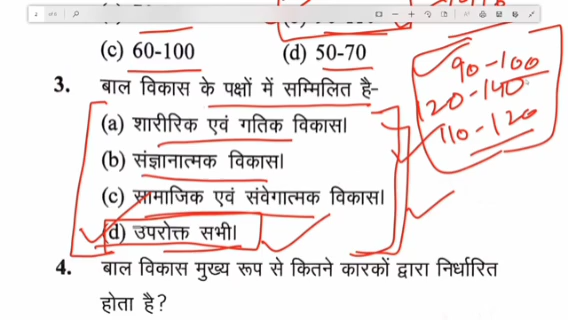 (c) 60-100 (d) 50-70
90-100
120-140
110-120
3. बाल विकास के पक्षों में सम्मिलित है-
(a) शारीरिक एवं गतिक विकास।
(b) संज्ञानात्मक विकास।
(c) सामाजिक एवं संवेगात्मक विकास।
(d) उपरोक्त सभी।
4. बाल विकास मुख्य रूप से कितने कारकों द्वारा निर्धारित
होता है?